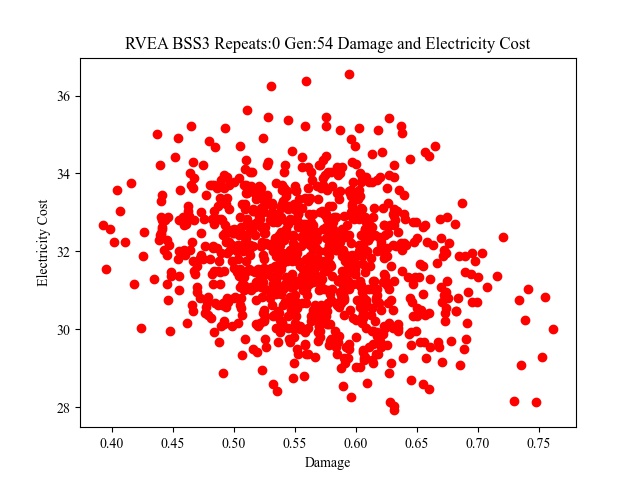 RVEA BSS3 Repeats:0 Gen:54 Damage and Electricity Cost
36
34
32
30
28
Electricity Cost
0.40 0.45 0.50 0.55 0.60 0.65 0.70 0.75
Damage